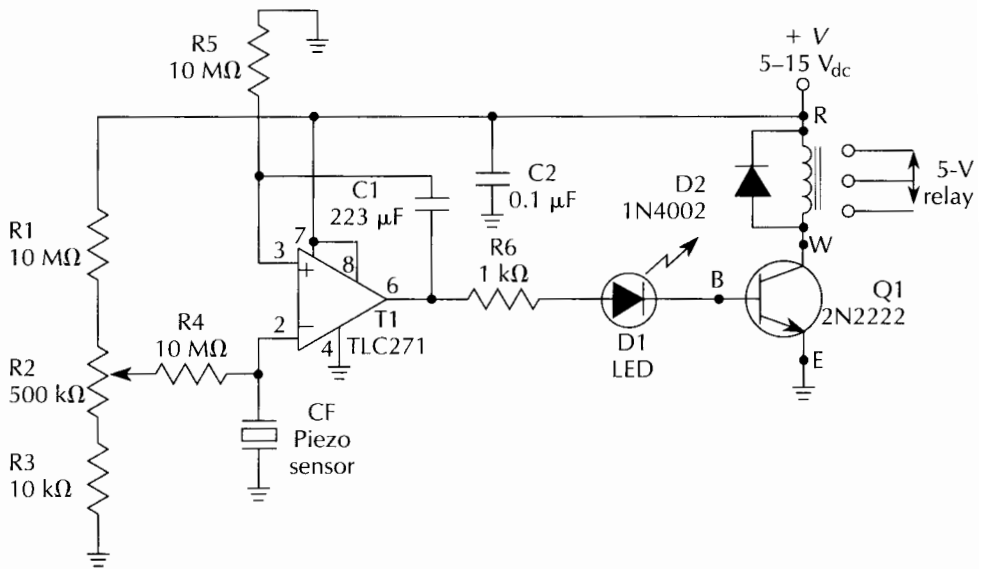 R5
10 MΩ
+ V
5–15 Vdc
R
C1
223 µF
C2
0.1 µF
D2
1N4002
5-V
relay
W
R1
10 MΩ
7
3
+
8
6
R6
1 kΩ
B
Q1
2N2222
T1
TLC271
2
−
4
R4
10 MΩ
D1
LED
E
R2
500 kΩ
CF
Piezo
sensor
R3
10 kΩ